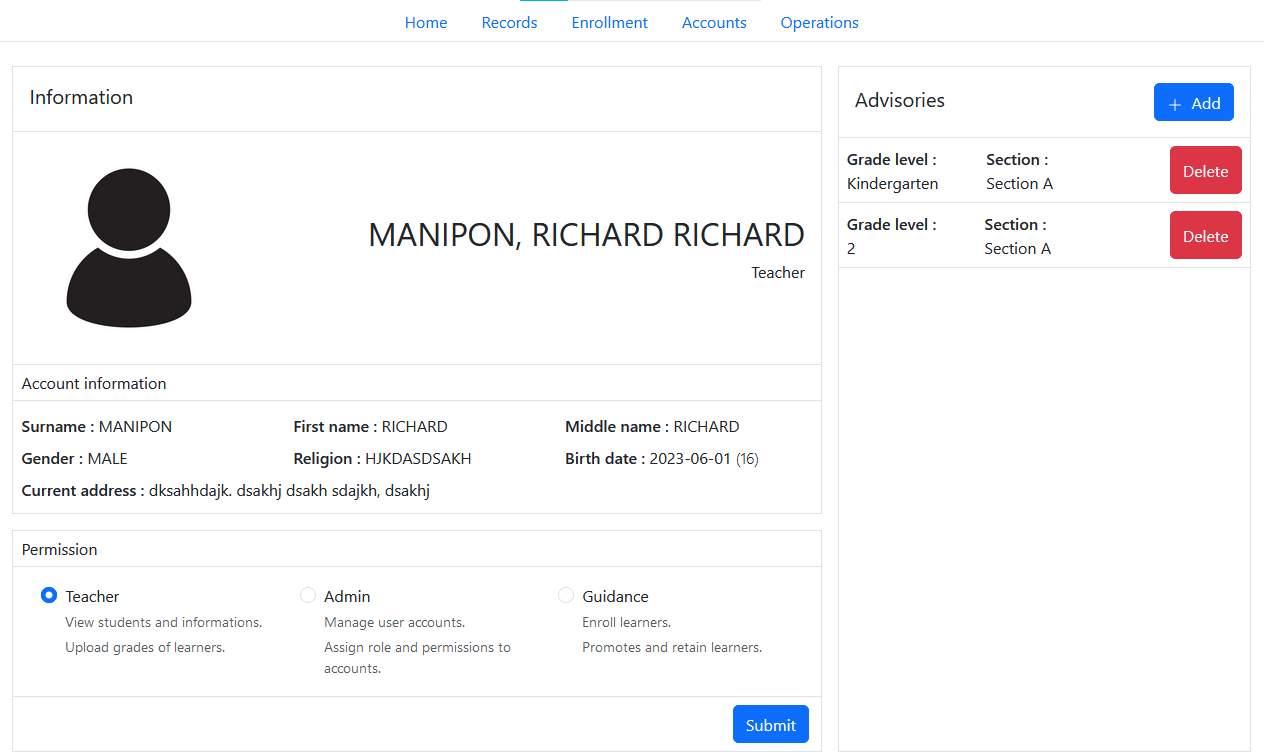 Home Records Enrollment Accounts Operations
Information
MANIPON, RICHARD RICHARD
Teacher
Account information
Surname : MANIPON First name : RICHARD Middle name : RICHARD
Gender : MALE Religion : HJKDASDSAKH Birth date : 2023-06-01 (16)
Current address : dksahhdajk. dsakhj dsakh sdajkh, dsakhj
Permission
Teacher
View students and informations.
Upload grades of learners.
Admin
Manage user accounts.
Assign role and permissions to
accounts.
Guidance
Enroll learners.
Promotes and retain learners.
Submit
Advisories
+ Add
Grade level : Section :
Kindergarten Section A
Delete
Grade level : Section :
2 Section A
Delete